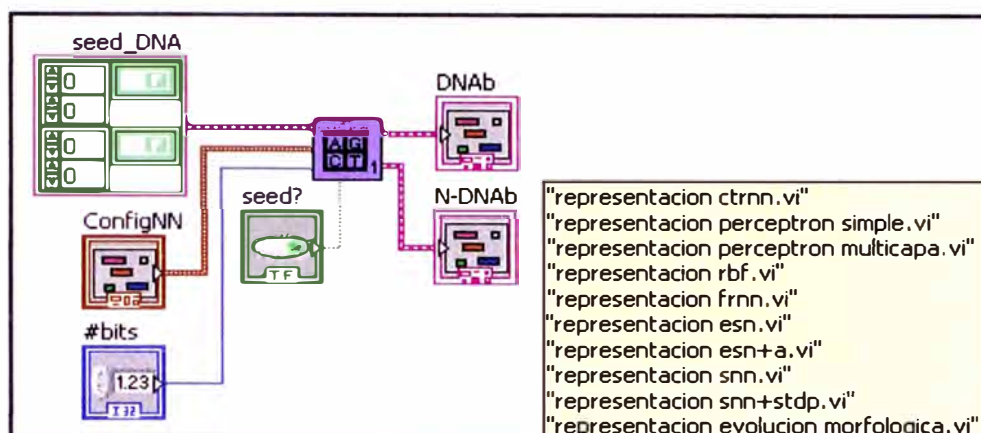 seed_DNA
0
0
0
0
DNAb
A G
C T 1
seed?
N-DNAb
ConfigNN
TF
#bits
1.23
I32
"representacion ctrnn.vi"
"representacion perceptron simple.vi"
"representacion perceptron multicapa.vi"
"representacion rbf.vi"
"representacion frnn.vi"
"representacion esn.vi"
"representacion esn+a.vi"
"representacion snn.vi"
"representacion snn+stdp.vi"
"representacion evolucion morfologica.vi"